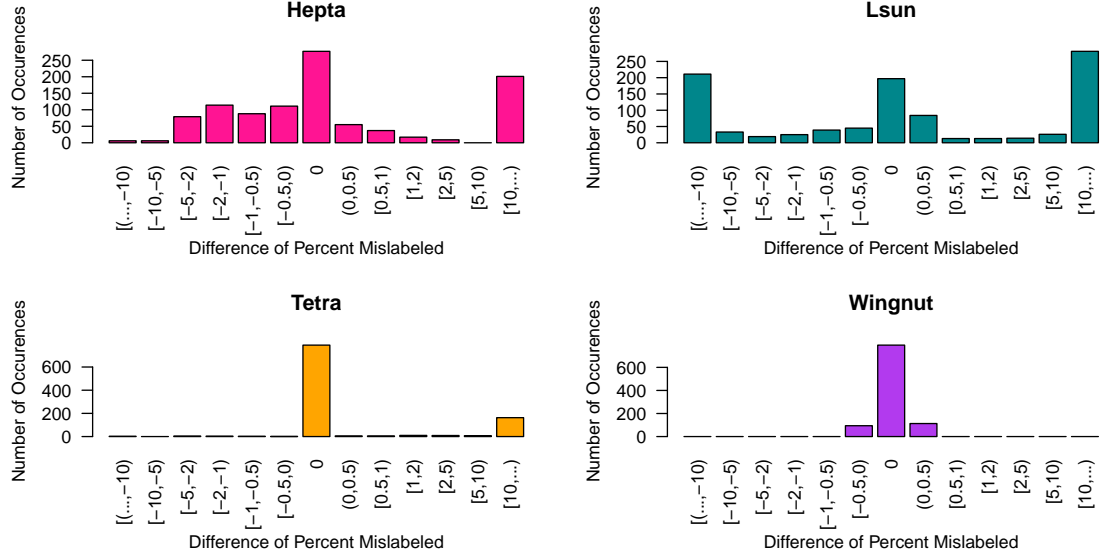 Hepta
Number of Occurences
0 50 100 150 200 250
[(...,−10) [−10,−5) [−5,−2) [−2,−1) [−1,−0.5) [−0.5,0) 0 (0,0.5) [0.5,1) [1,2) [2,5) [5,10) [10,...)
Difference of Percent Mislabeled
Lsun
Number of Occurences
0 50 100 150 200 250
[(...,−10) [−10,−5) [−5,−2) [−2,−1) [−1,−0.5) [−0.5,0) 0 (0,0.5) [0.5,1) [1,2) [2,5) [5,10) [10,...)
Difference of Percent Mislabeled
Tetra
Number of Occurences
0 200 400 600
[(...,−10) [−10,−5) [−5,−2) [−2,−1) [−1,−0.5) [−0.5,0) 0 (0,0.5) [0.5,1) [1,2) [2,5) [5,10) [10,...)
Difference of Percent Mislabeled
Wingnut
Number of Occurences
0 200 400 600
[(...,−10) [−10,−5) [−5,−2) [−2,−1) [−1,−0.5) [−0.5,0) 0 (0,0.5) [0.5,1) [1,2) [2,5) [5,10) [10,...)
Difference of Percent Mislabeled